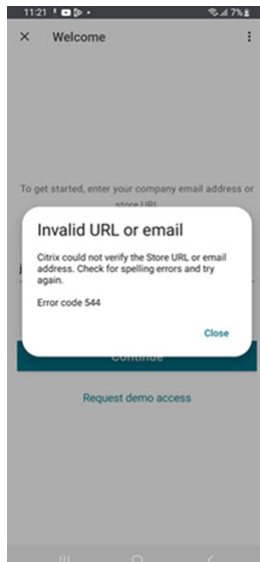 11:21
7%
Welcome
To get started, enter your company email address or
store URL
Invalid URL or email
Citrix could not verify the Store URL or email
address. Check for spelling errors and try
again.
Error code 544
Close
Continue
Request demo access